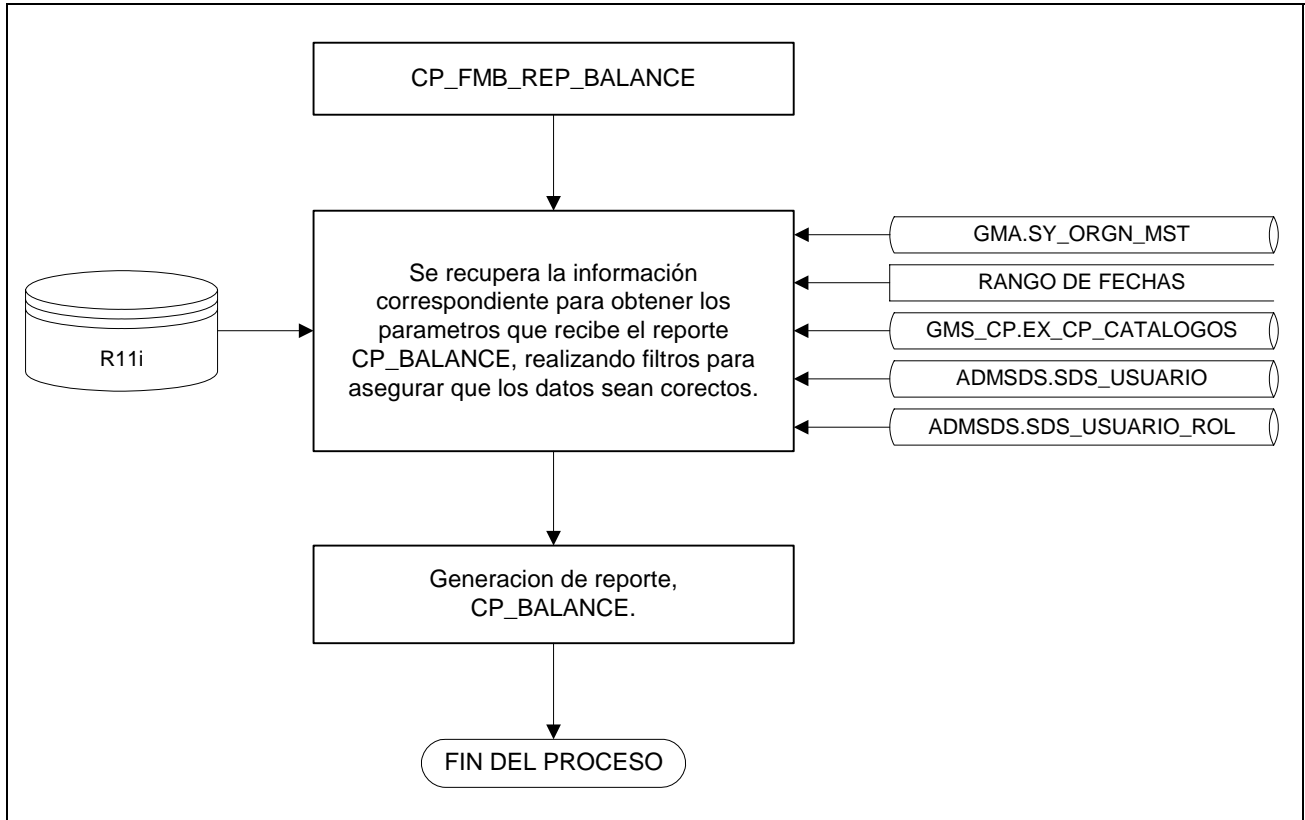 CP_FMB_REP_BALANCE
Se recupera la información
correspondiente para obtener los
parametros que recibe el reporte
CP_BALANCE, realizando filtros para
asegurar que los datos sean corectos.
R11i
GMA.SY_ORGN_MST
RANGO DE FECHAS
GMS_CP.EX_CP_CATALOGOS
ADMSDS.SDS_USUARIO
ADMSDS.SDS_USUARIO_ROL
Generacion de reporte,
CP_BALANCE.
FIN DEL PROCESO